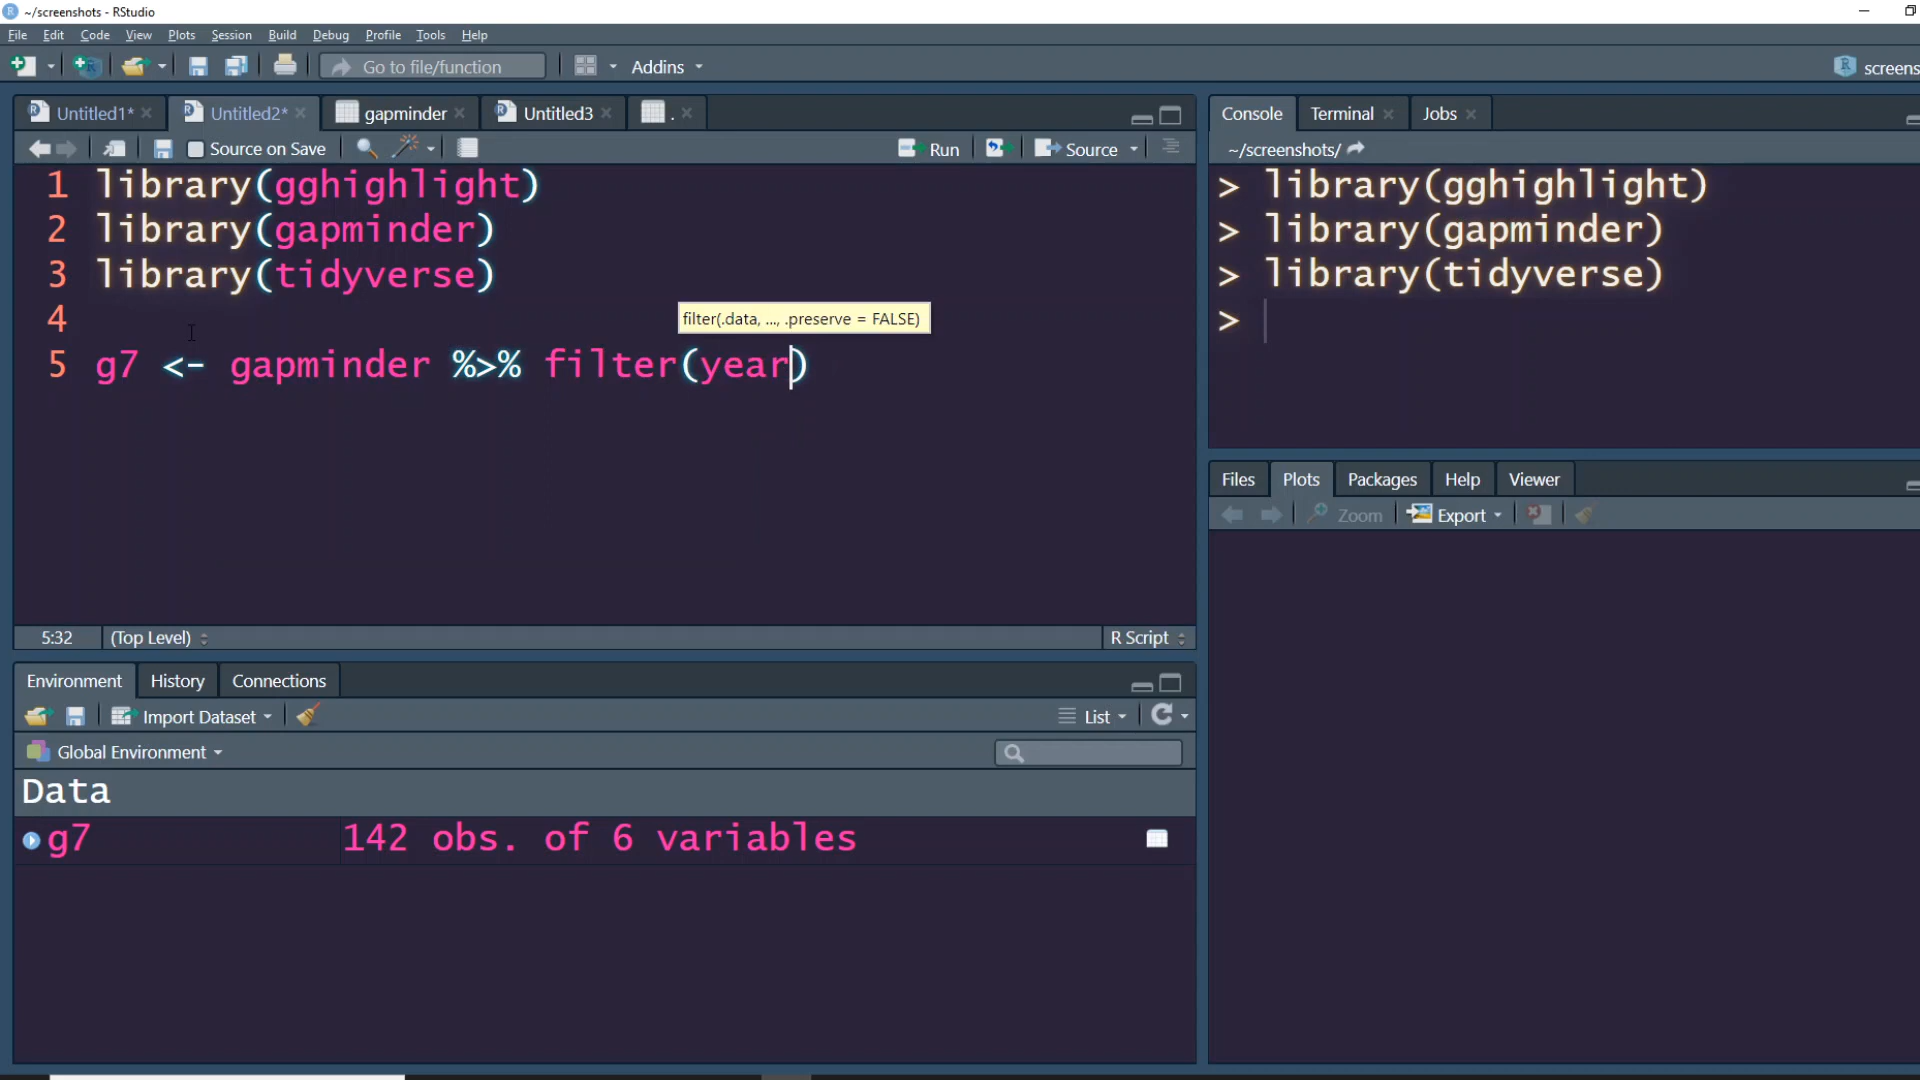 ~/screenshots - RStudio
File Edit Code View Plots Session Build Debug Profile Tools Help
Go to file/function Addins screens
Untitled1* Untitled2* gapminder Untitled3 .
Source on Save Run Source
1 library(gghighlight)
2 library(gapminder)
3 library(tidyverse)
4
filter(.data, ..., .preserve = FALSE)
5 g7 <- gapminder %>% filter(year)
5:32 (Top Level) R Script
Environment History Connections
Import Dataset List
Global Environment
Data
g7 142 obs. of 6 variables
Console Terminal Jobs
~/screenshots/
> library(gghighlight)
> library(gapminder)
> library(tidyverse)
>
Files Plots Packages Help Viewer
Zoom Export